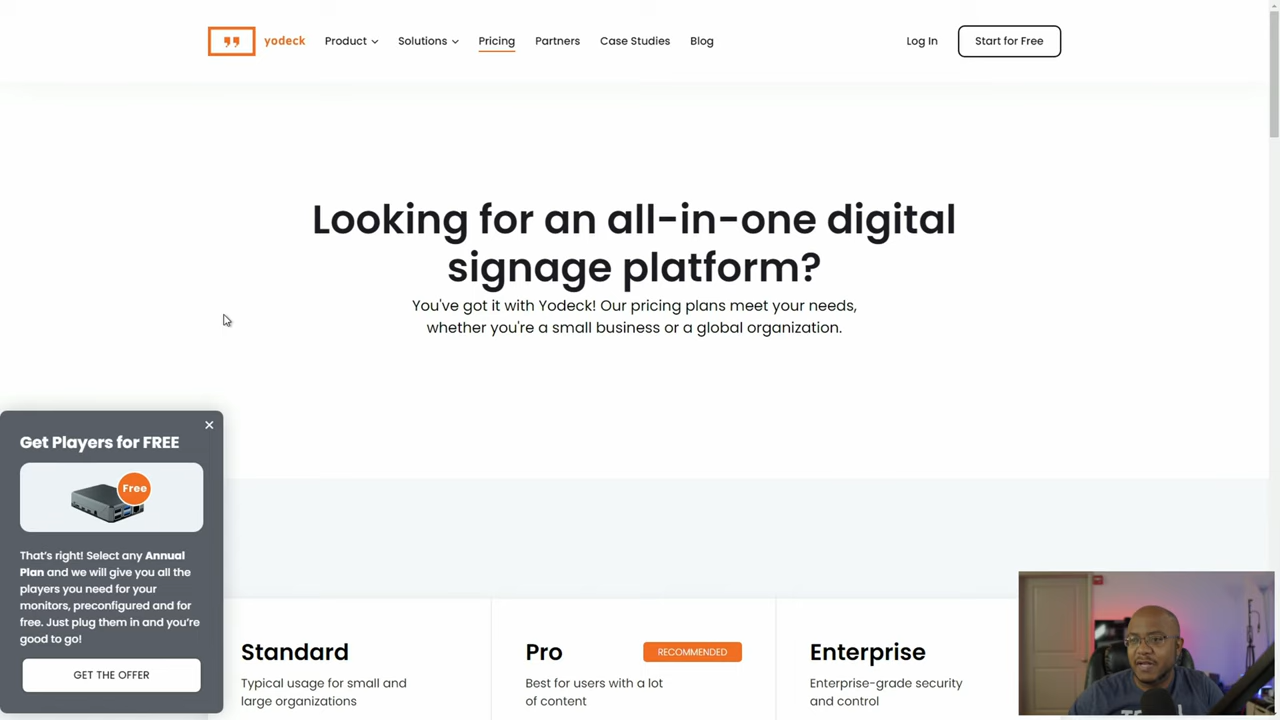 yodeck
Product
Solutions
Pricing
Partners
Case Studies
Blog
Log In
Start for Free
Looking for an all-in-one digital
signage platform?
You've got it with Yodeck! Our pricing plans meet your needs,
whether you're a small business or a global organization.
Get Players for FREE
Free
That's right! Select any Annual
Plan and we will give you all the
players you need for your
monitors, preconfigured and for
free. Just plug them in and you're
good to go!
GET THE OFFER
Standard
Typical usage for small and
large organizations
Pro
RECOMMENDED
Best for users with a lot
of content
Enterprise
Enterprise-grade security
and control